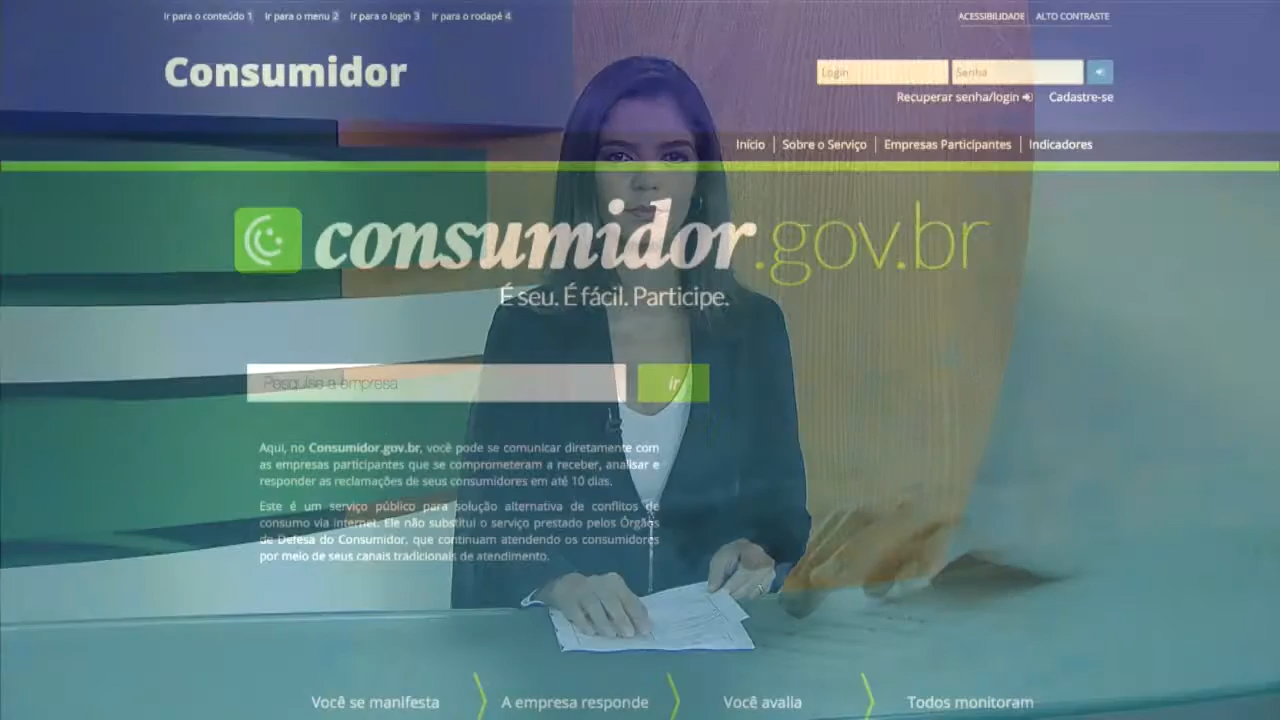 Ir para o conteúdo 1 Ir para o menu 2 Ir para o login 3 Ir para o rodapé 4
ACESSIBILIDADE ALTO CONTRASTE
Consumidor
Login Senha
Recuperar senha/login Cadastre-se
Início Sobre o Serviço Empresas Participantes Indicadores
consumidor.gov.br
É seu. É fácil. Participe.
Pesquise a empresa Ir
Aqui, no Consumidor.gov.br, você pode se comunicar diretamente com
as empresas participantes que se comprometeram a receber, analisar e
responder as reclamações de seus consumidores em até 10 dias.
Este é um serviço público para solução alternativa de conflitos de
consumo via internet. Ele não substitui o serviço prestado pelos Órgãos
de Defesa do Consumidor, que continuam atendendo os consumidores
por meio de seus canais tradicionais de atendimento.
Você se manifesta A empresa responde Você avalia Todos monitoram